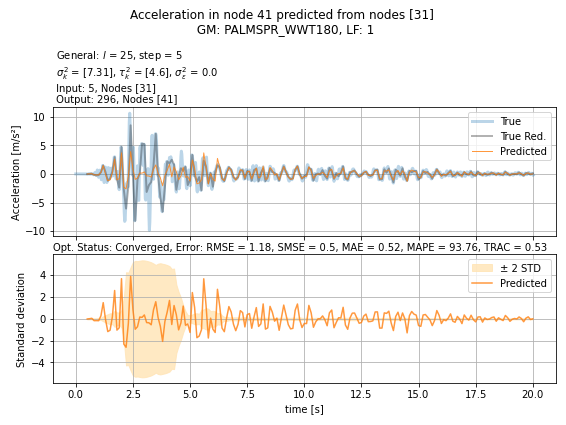 Acceleration in node 41 predicted from nodes [31]
GM: PALMSPR_WWT180, LF: 1
General: l = 25, step = 5
σ²ₖ = [7.31], τ²ₖ = [4.6], σ²ε = 0.0
Input: 5, Nodes [31]
Output: 296, Nodes [41]
Acceleration [m/s²]
10
5
0
−5
−10
True
True Red.
Predicted
Opt. Status: Converged, Error: RMSE = 1.18, SMSE = 0.5, MAE = 0.52, MAPE = 93.76, TRAC = 0.53
Standard deviation
4
2
0
−2
−4
± 2 STD
Predicted
0.0 2.5 5.0 7.5 10.0 12.5 15.0 17.5 20.0
time [s]